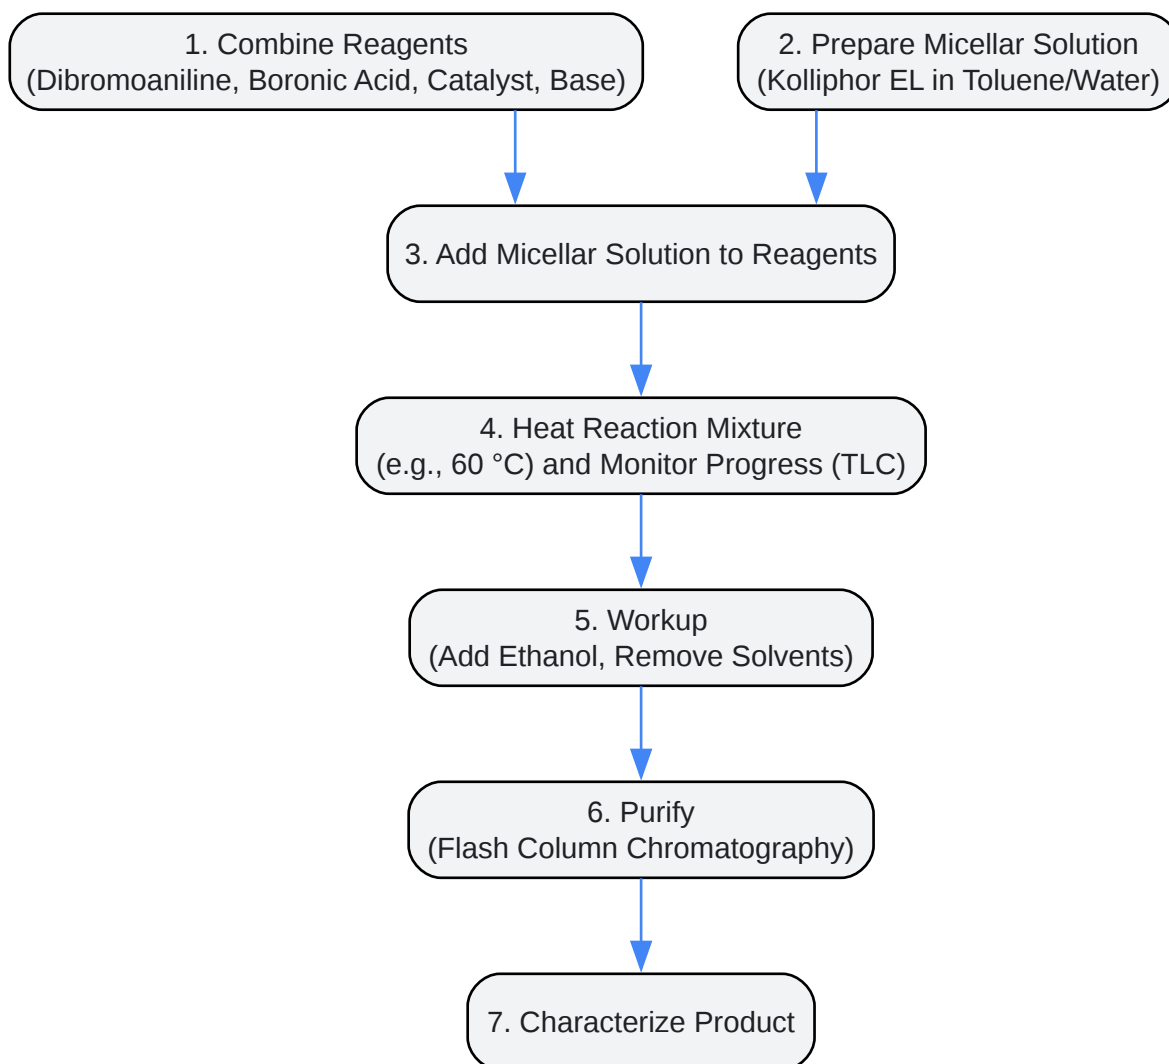 1. Combine Reagents
(Dibromoaniline, Boronic Acid, Catalyst, Base)
2. Prepare Micellar Solution
(Kolliphor EL in Toluene/Water)
3. Add Micellar Solution to Reagents
4. Heat Reaction Mixture
(e.g., 60 °C) and Monitor Progress (TLC)
5. Workup
(Add Ethanol, Remove Solvents)
6. Purify
(Flash Column Chromatography)
7. Characterize Product